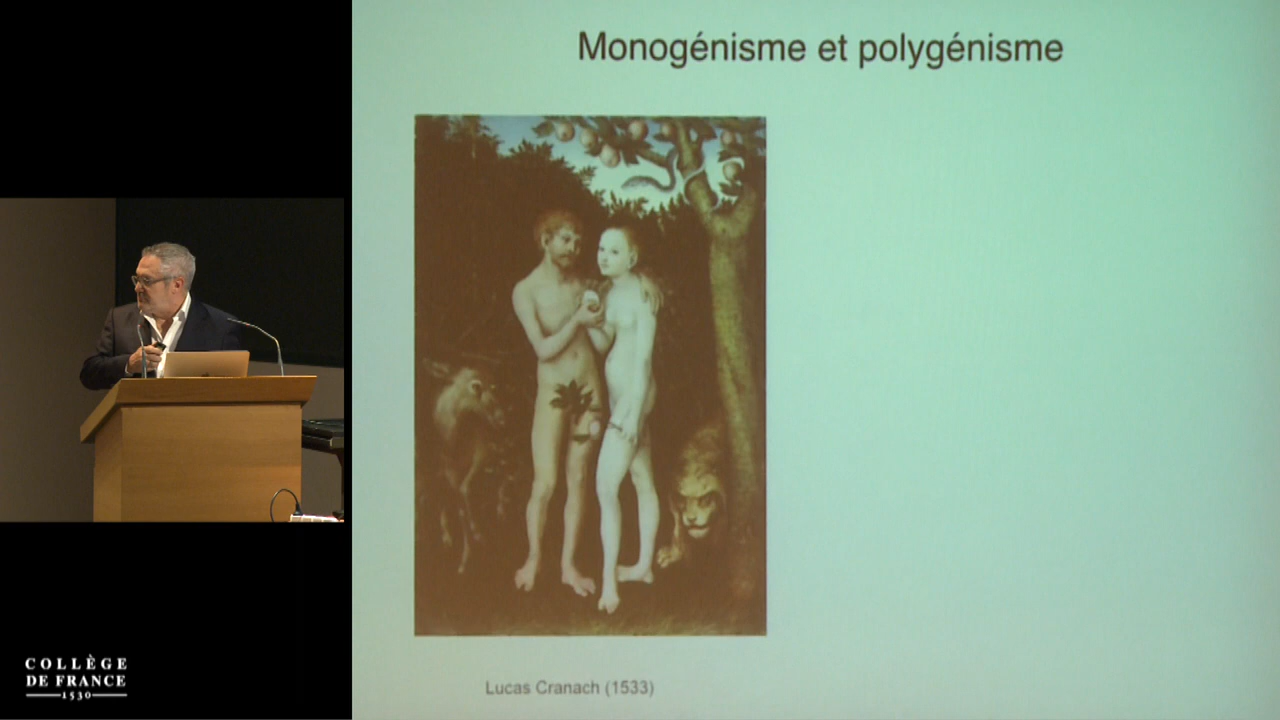 Monogénisme et polygénisme
Lucas Cranach (1533)
COLLÈGE
DE FRANCE
1530